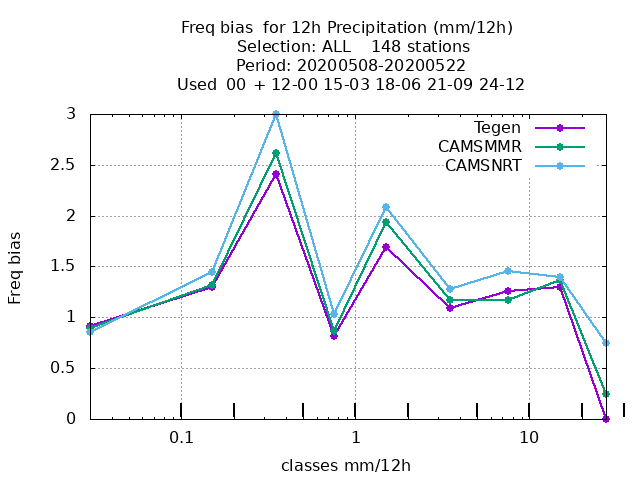 Freq bias  for 12h Precipitation (mm/12h)
Selection: ALL    148 stations
Period: 20200508-20200522
Used  00 + 12-00 15-03 18-06 21-09 24-12
Tegen
CAMSMMR
CAMSNRT
3
2.5
2
1.5
1
0.5
0
Freq bias
0.1 1 10
classes mm/12h